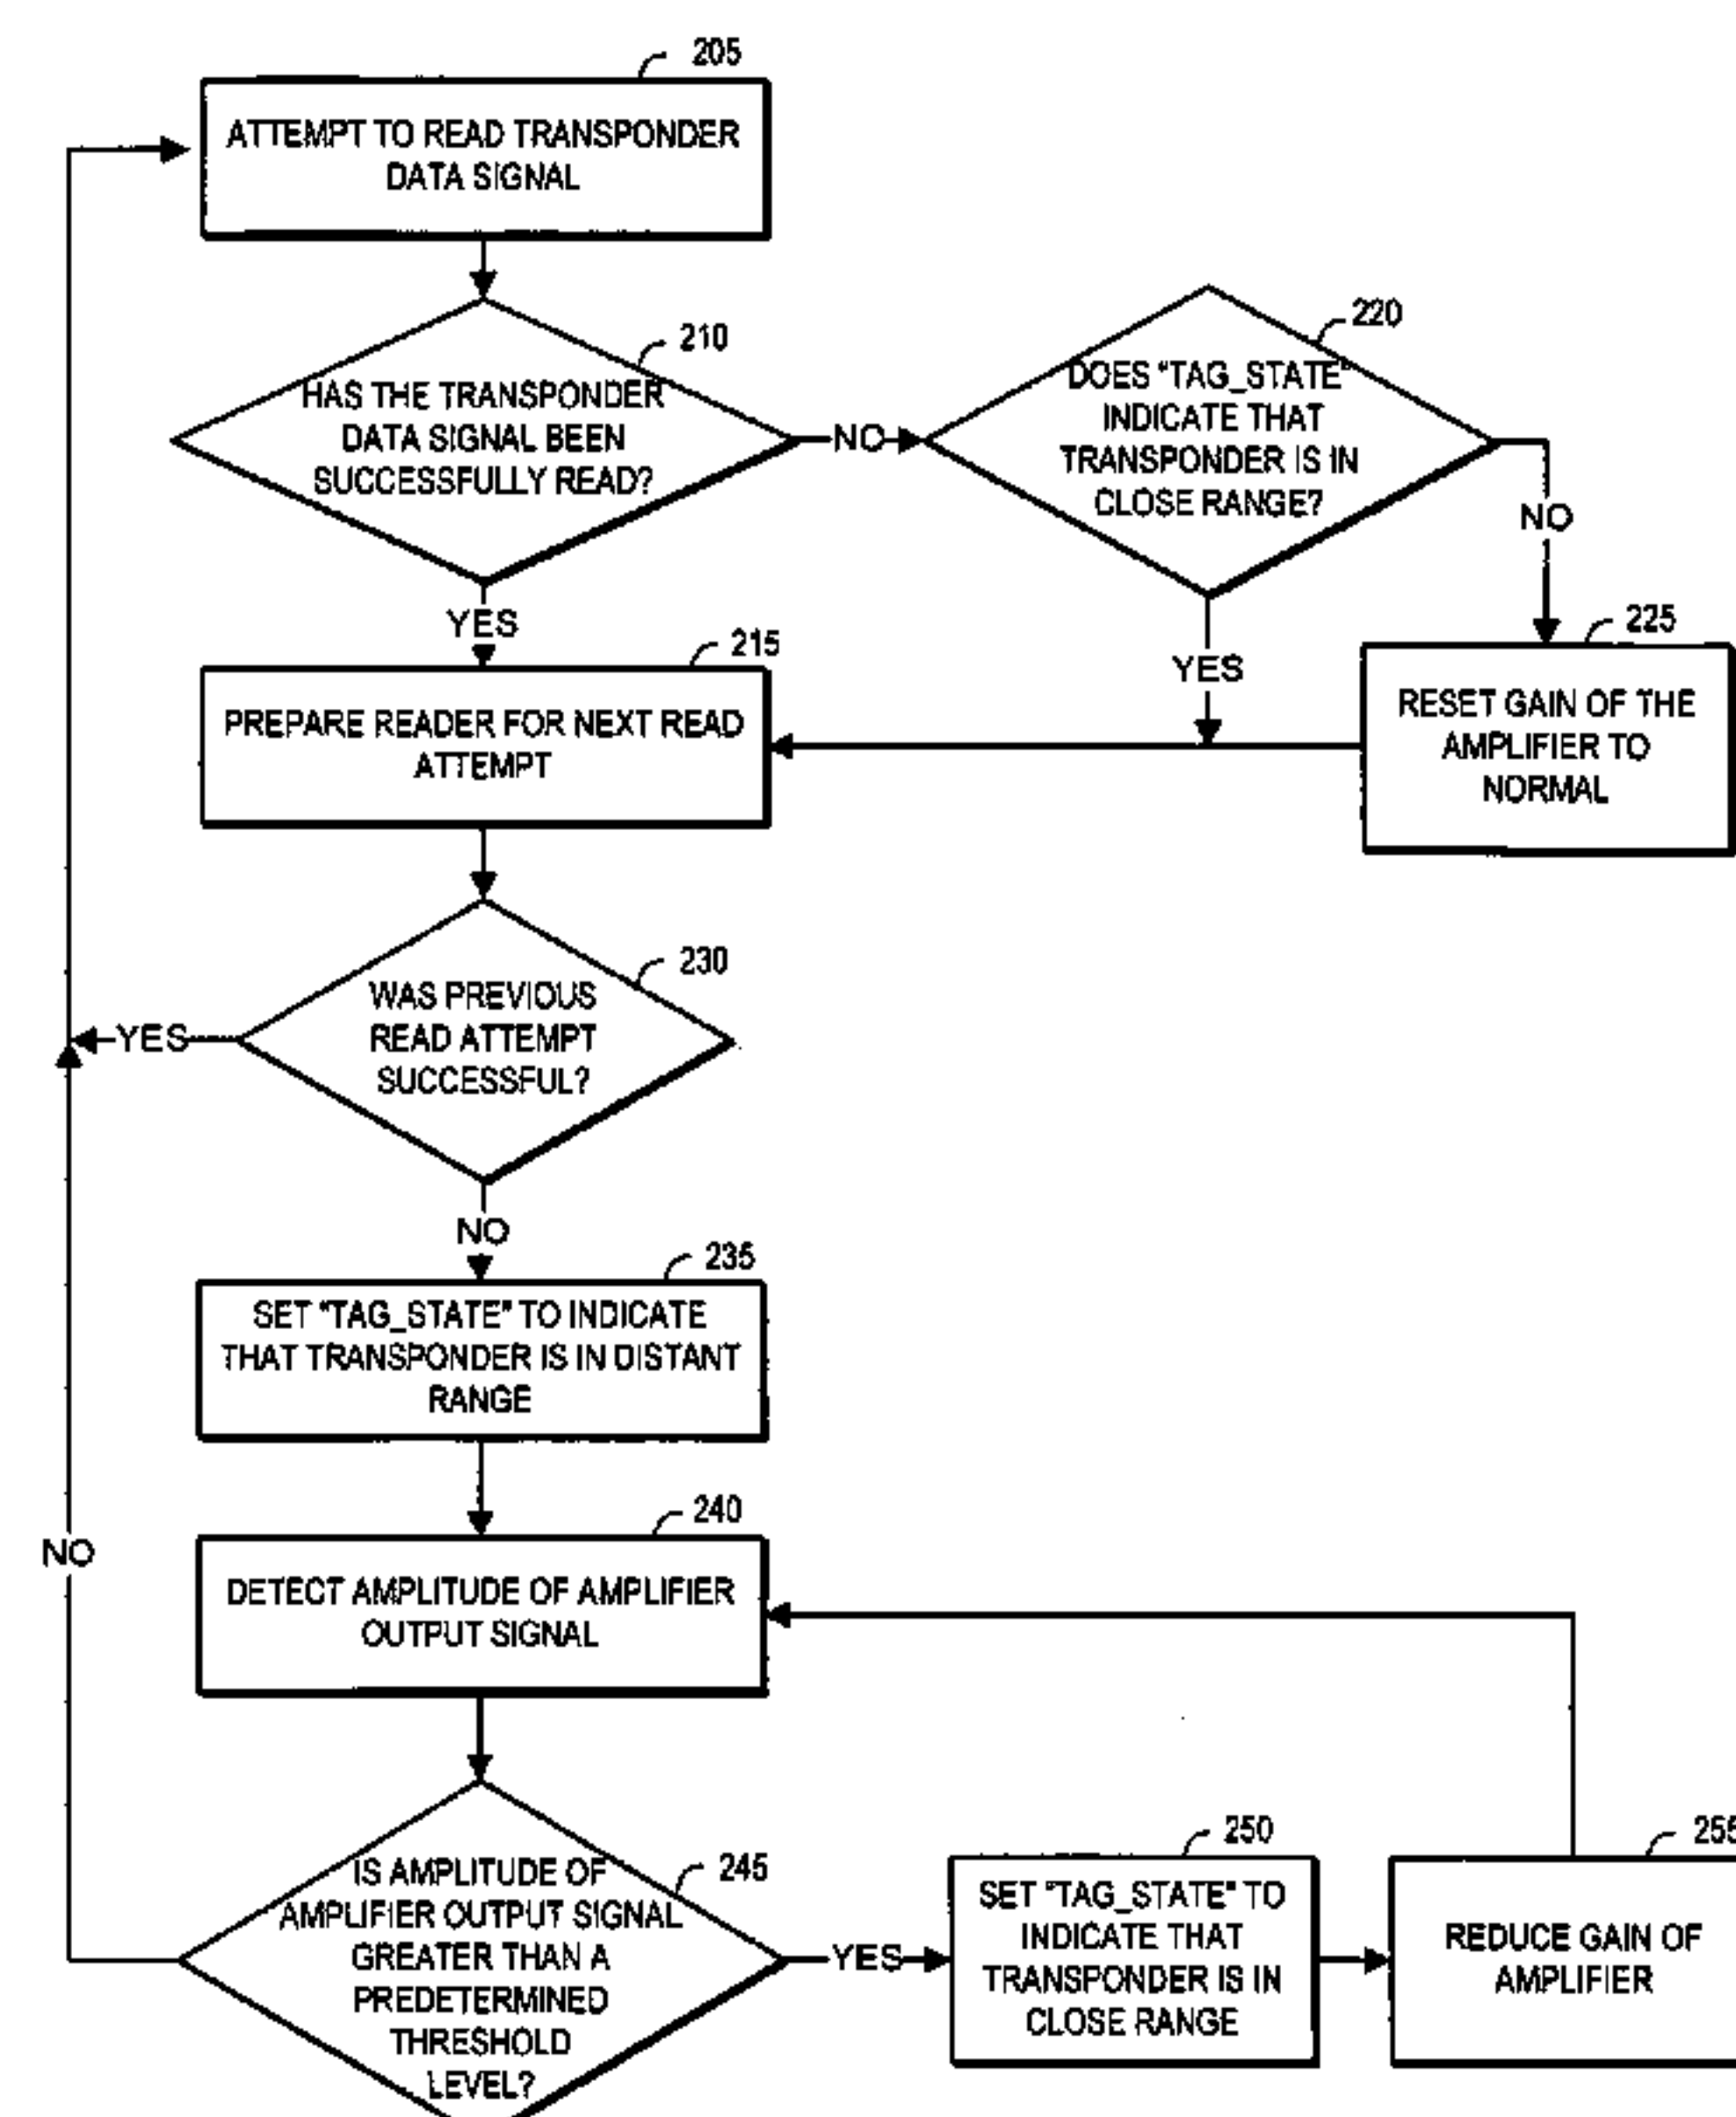 205
ATTEMPT TO READ TRANSPONDER
DATA SIGNAL
210
HAS THE TRANSPONDER
DATA SIGNAL BEEN
SUCCESSFULLY READ?
NO
220
DOES "TAG_STATE"
INDICATE THAT
TRANSPONDER IS IN
CLOSE RANGE?
NO
YES
YES
225
RESET GAIN OF THE
AMPLIFIER TO
NORMAL
215
PREPARE READER FOR NEXT READ
ATTEMPT
230
WAS PREVIOUS
READ ATTEMPT
SUCCESSFUL?
YES
NO
235
SET "TAG_STATE" TO INDICATE
THAT TRANSPONDER IS IN DISTANT
RANGE
240
DETECT AMPLITUDE OF AMPLIFIER
OUTPUT SIGNAL
NO
245
IS AMPLITUDE OF
AMPLIFIER OUTPUT SIGNAL
GREATER THAN A
PREDETERMINED
THRESHOLD
LEVEL?
YES
250
SET "TAG_STATE" TO
INDICATE THAT
TRANSPONDER IS IN
CLOSE RANGE
255
REDUCE GAIN OF
AMPLIFIER